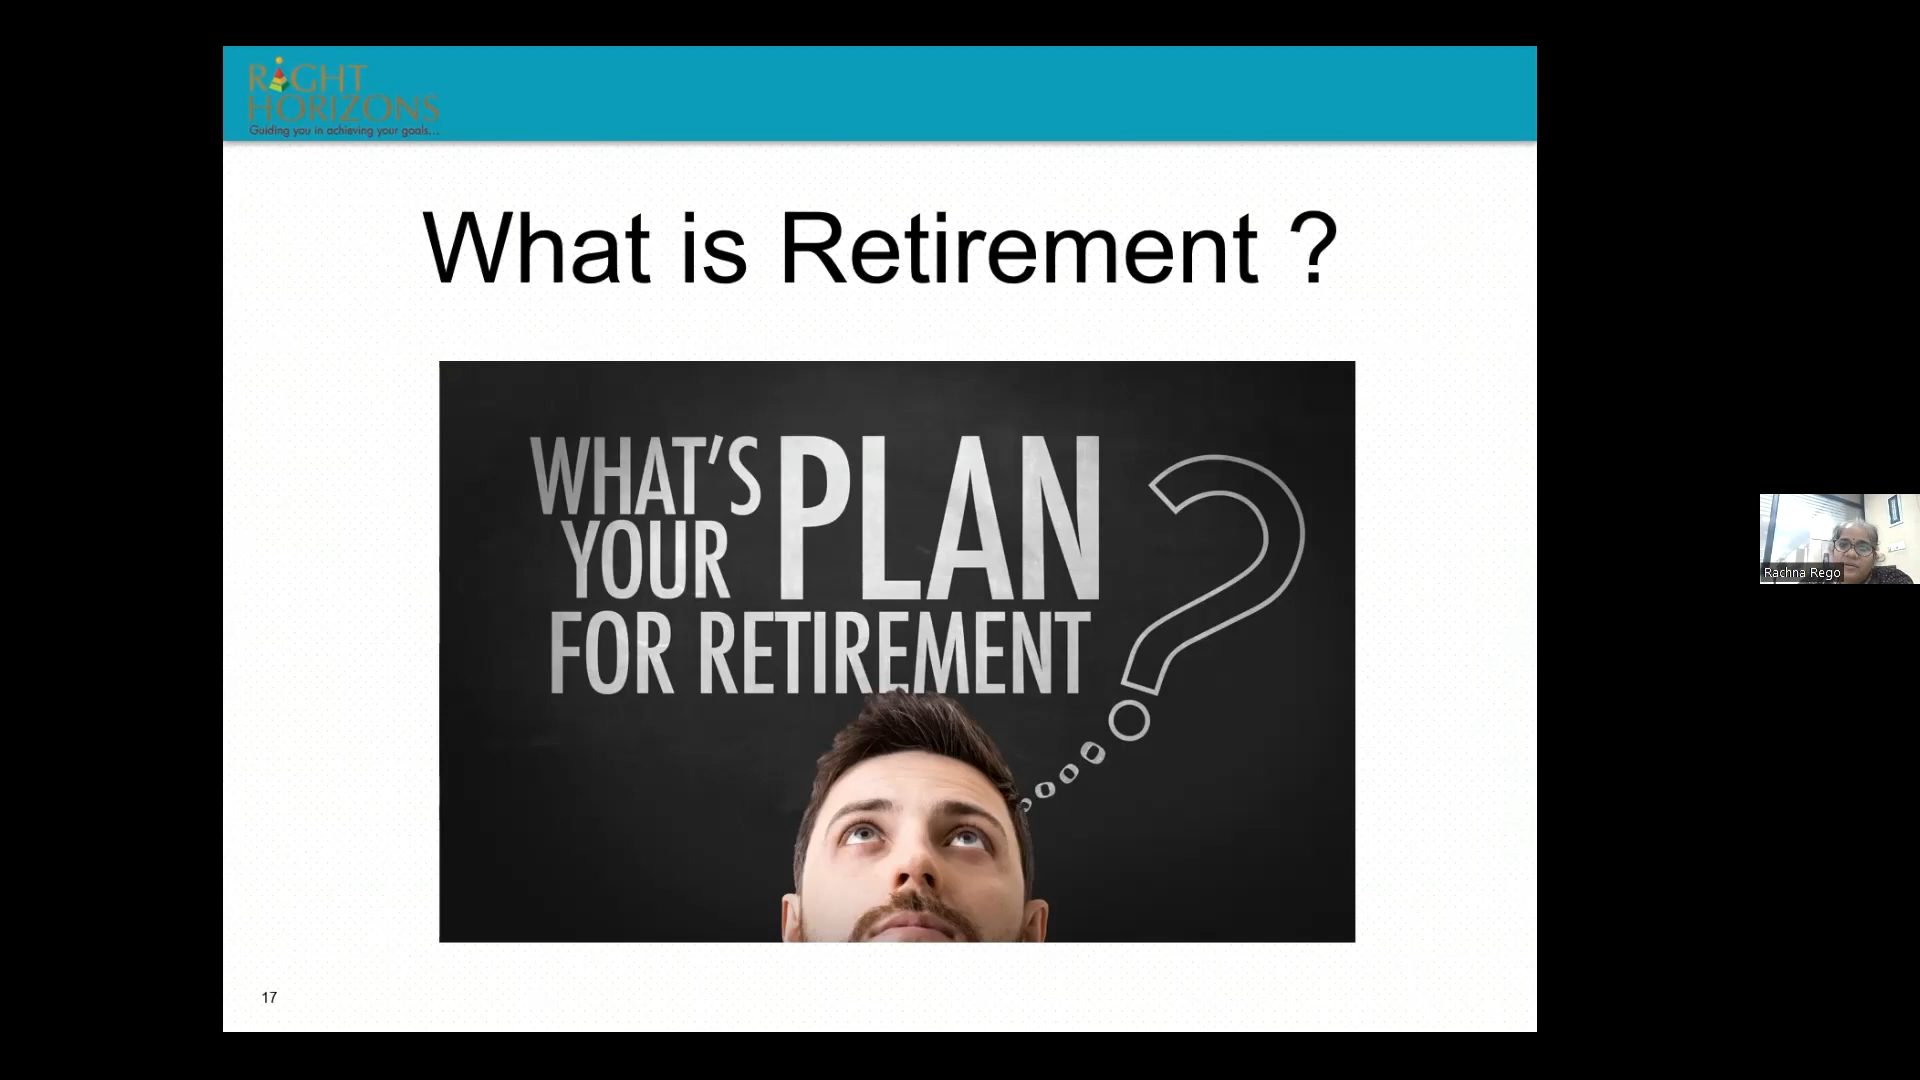 RIGHT
HORIZONS
Guiding you in achieving your goals...
What is Retirement ?
WHAT'S
YOUR PLAN
FOR RETIREMENT
?
17
Rachna Rego